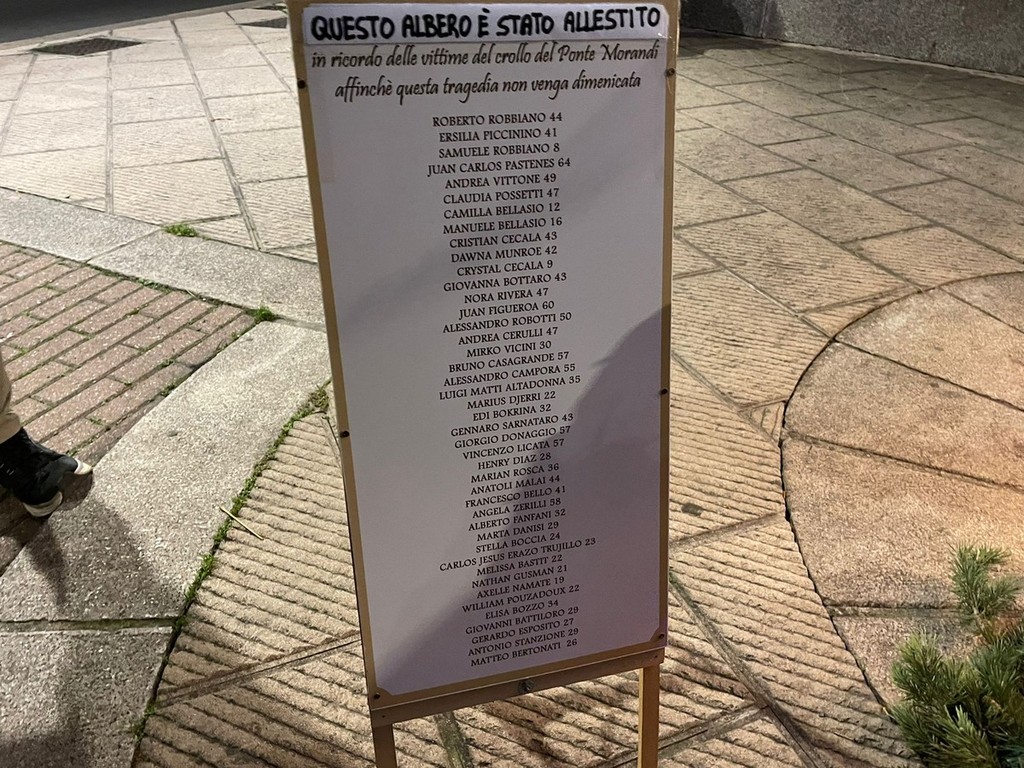 QUESTO ALBERO È STATO ALLESTITO
in ricordo delle vittime del crollo del Ponte Morandi
affinchè questa tragedia non venga dimenicata
ROBERTO ROBBIANO 44
ERSILIA PICCININO 41
SAMUELE ROBBIANO 8
JUAN CARLOS PASTENES 64
ANDREA VITTONE 49
CLAUDIA POSSETTI 47
CAMILLA BELLASIO 12
MANUELE BELLASIO 16
CRISTIAN CECALA 43
DAWNA MUNROE 42
CRYSTAL CECALA 9
GIOVANNA BOTTARO 43
NORA RIVERA 47
JUAN FIGUEROA 60
ALESSANDRO ROBOTTI 50
ANDREA CERULLI 47
MIRKO VICINI 30
BRUNO CASAGRANDE 57
ALESSANDRO CAMPORA 55
LUIGI MATTI ALTADONNA 35
MARIUS DJERRI 22
EDI BOKRINA 32
GENNARO SARNATARO 43
GIORGIO DONAGGIO 57
VINCENZO LICATA 57
HENRY DIAZ 28
MARIAN ROSCA 36
ANATOLI MALAI 44
FRANCESCO BELLO 41
ANGELA ZERILLI 58
ALBERTO FANFANI 32
MARTA DANISI 29
STELLA BOCCIA 24
CARLOS JESUS ERAZO TRUJILLO 23
MELISSA BASTIT 22
NATHAN GUSMAN 21
AXELLE NAMATE 19
WILLIAM POUZADOUX 22
ELISA BOZZO 34
GIOVANNI BATTILORO 29
GERARDO ESPOSITO 27
ANTONIO STANZIONE 29
MATTEO BERTONATI 26